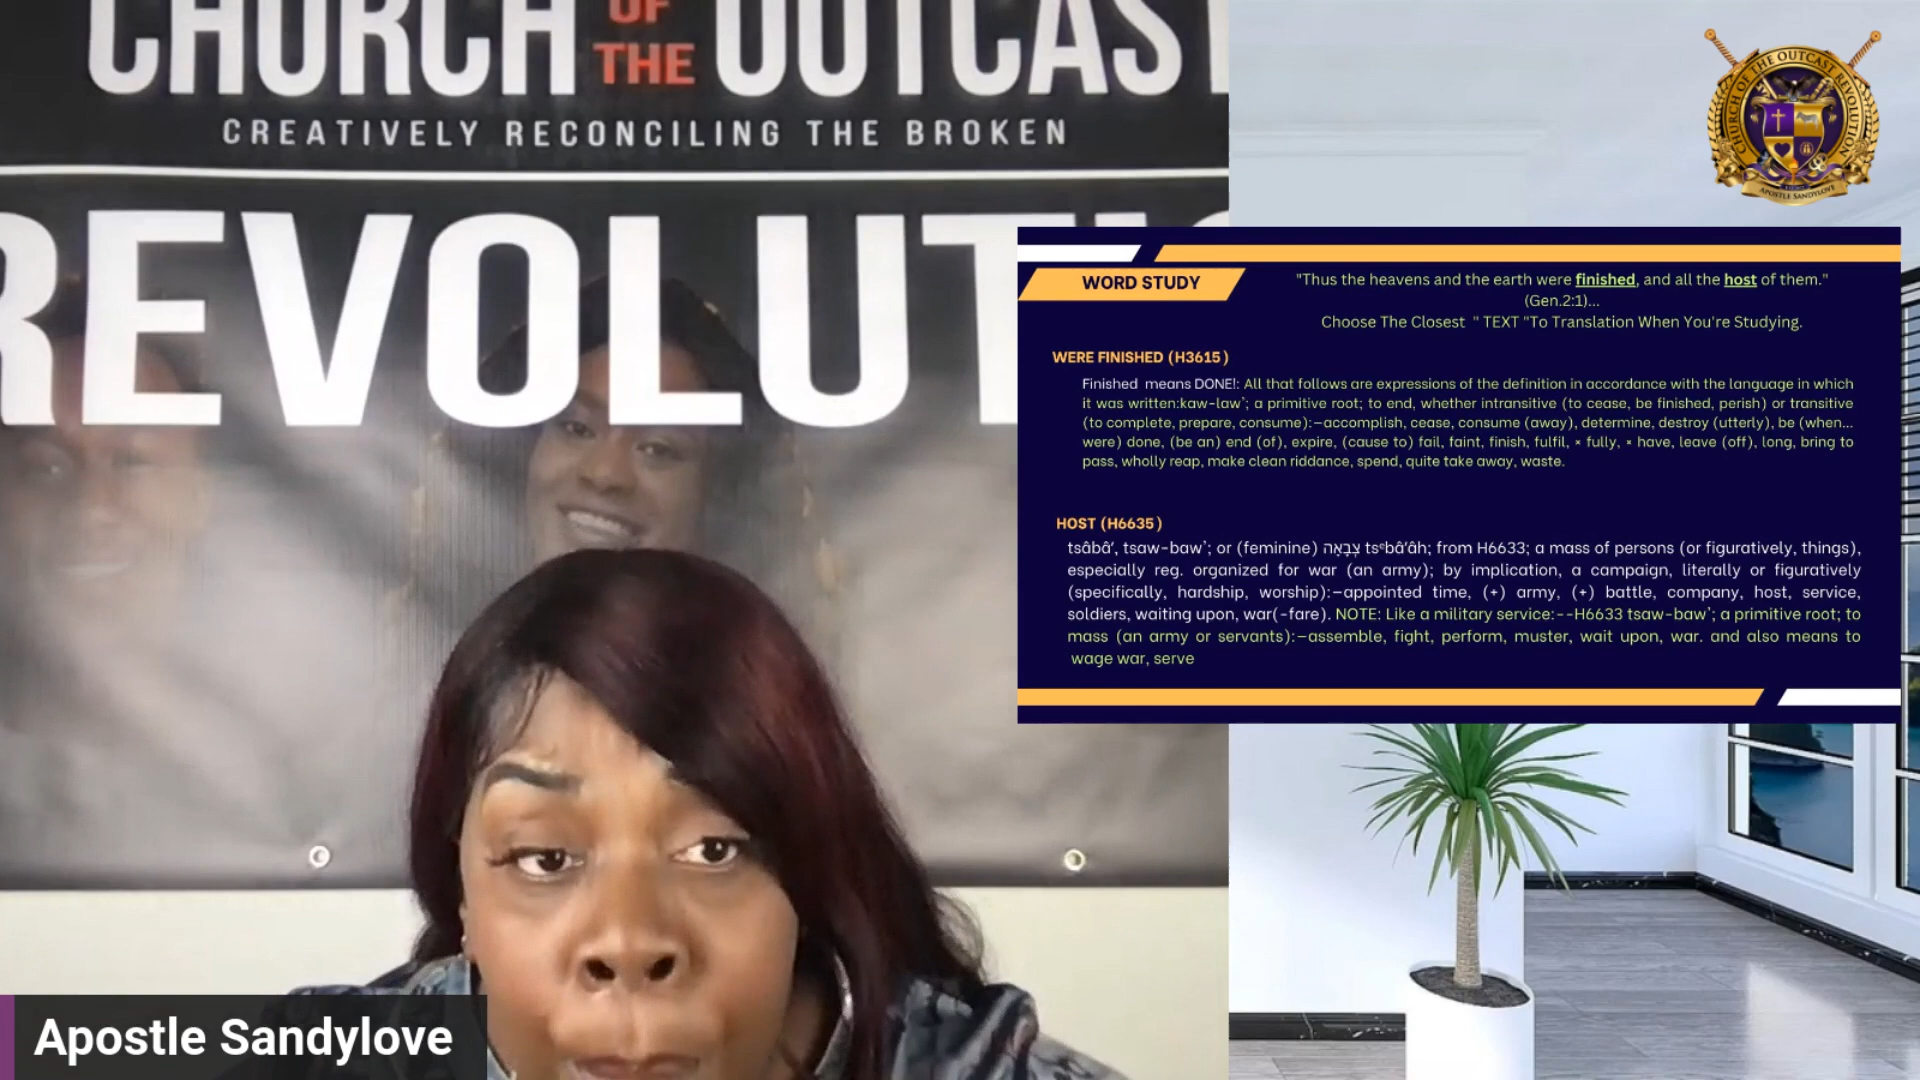 CHURCH OF THE OUTCAST
CREATIVELY RECONCILING THE BROKEN
REVOLUTI
CHURCH OF THE OUTCAST REVOLUTION
APOSTLE SANDYLOVE
WORD STUDY
"Thus the heavens and the earth were finished, and all the host of them."
(Gen.2:1)...
Choose The Closest " TEXT "To Translation When You're Studying.
WERE FINISHED (H3615)
Finished means DONE!: All that follows are expressions of the definition in accordance with the language in which
it was written:kaw-law'; a primitive root; to end, whether intransitive (to cease, be finished, perish) or transitive
(to complete, prepare, consume):—accomplish, cease, consume (away), determine, destroy (utterly), be (when...
were) done, (be an) end (of), expire, (cause to) fail, faint, finish, fulfil, × fully, × have, leave (off), long, bring to
pass, wholly reap, make clean riddance, spend, quite take away, waste.
HOST (H6635)
tsâbâʼ, tsaw-baw'; or (feminine) צְבָאָה tsᵉbâʼâh; from H6633; a mass of persons (or figuratively, things),
especially reg. organized for war (an army); by implication, a campaign, literally or figuratively
(specifically, hardship, worship):—appointed time, (+) army, (+) battle, company, host, service,
soldiers, waiting upon, war(-fare). NOTE: Like a military service:--H6633 tsaw-baw'; a primitive root; to
mass (an army or servants):—assemble, fight, perform, muster, wait upon, war. and also means to
wage war, serve
Apostle Sandylove